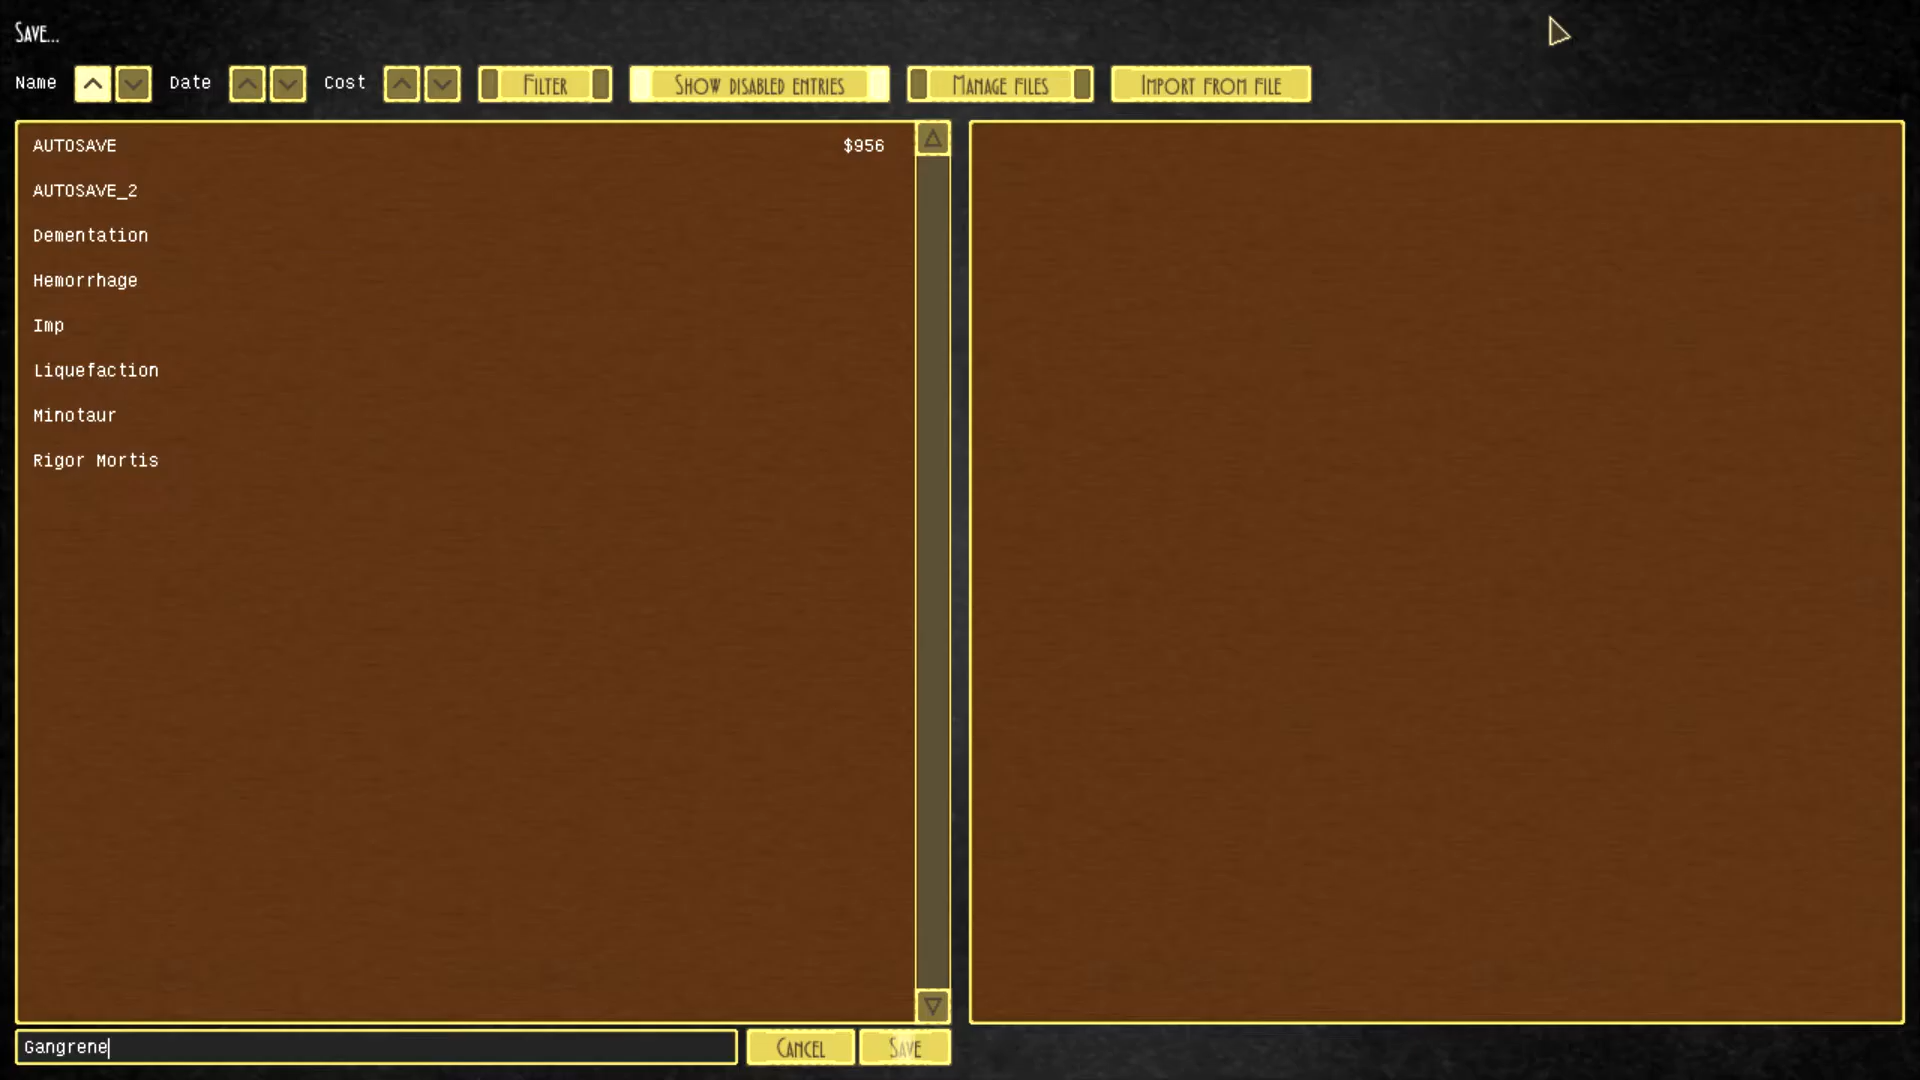 Save...
Name Date Cost Filter Show disabled entries Manage files Import from file
AUTOSAVE $956
AUTOSAVE_2
Dementation
Hemorrhage
Imp
Liquefaction
Minotaur
Rigor Mortis
Gangrene Cancel Save